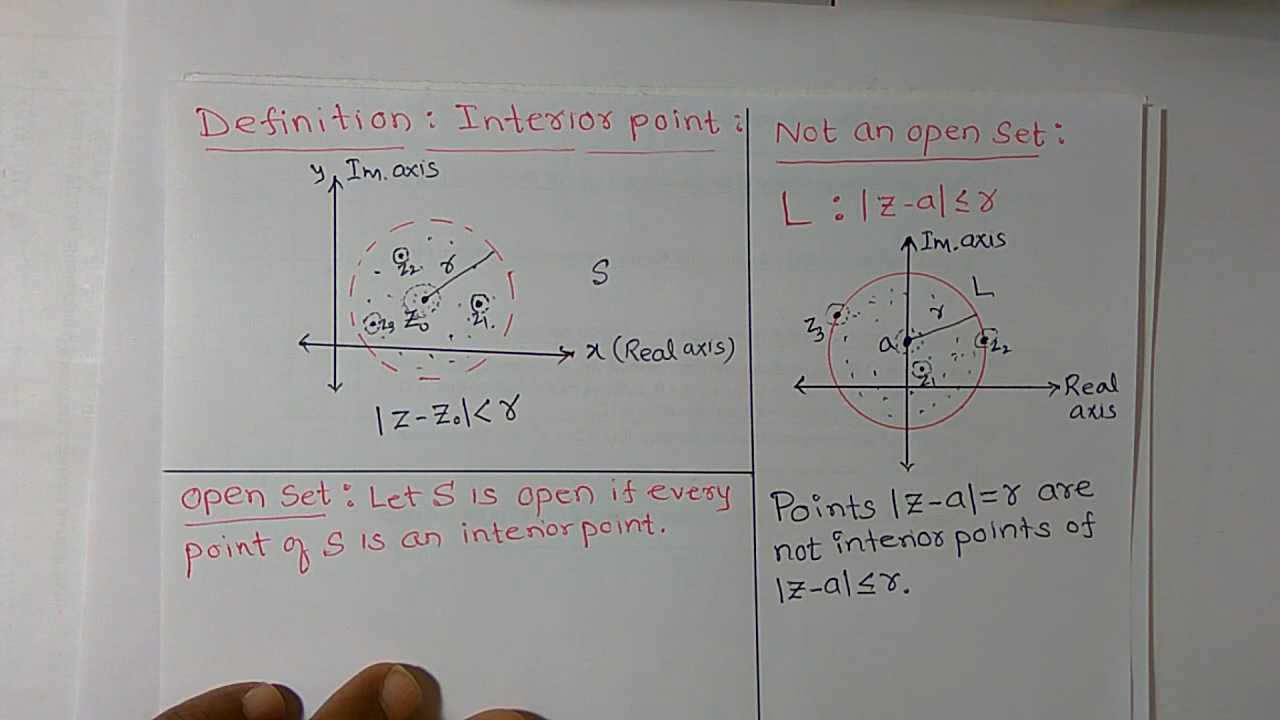 Definition: Interior point:
y Im. axis
z₂ r
S
z₃ z₀ z₁
x (Real axis)
|z-z₀|<r
Open Set: Let S is open if every
point of S is an interior point.
Not an open set:
L : |z-a|≤r
Im. axis
L
r
z₃
a z₂
z₁
Real
axis
Points |z-a|=r are
not interior points of
|z-a|≤r.